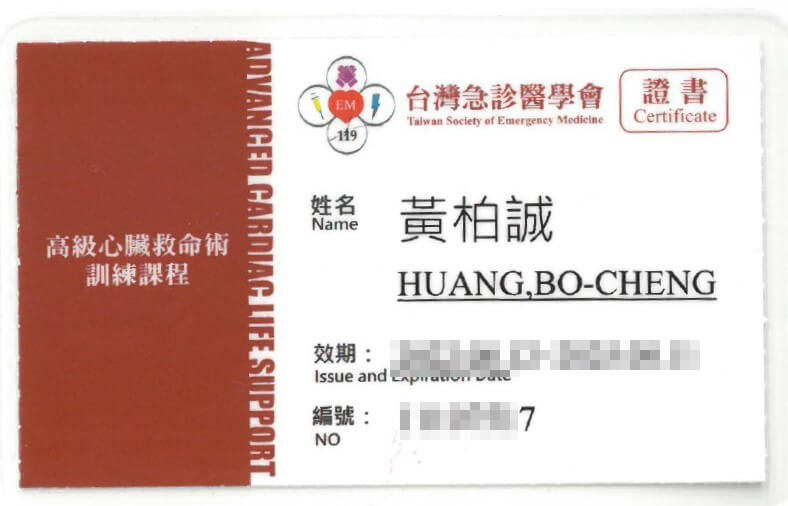 高級心臟救命術
訓練課程
ADVANCED CARDIAC LIFE SUPPORT
EM
119
台灣急診醫學會
Taiwan Society of Emergency Medicine
證書
Certificate
姓名
Name
黃柏誠
HUANG,BO-CHENG
效期：
Issue and Expiration Date
編號：
NO
7